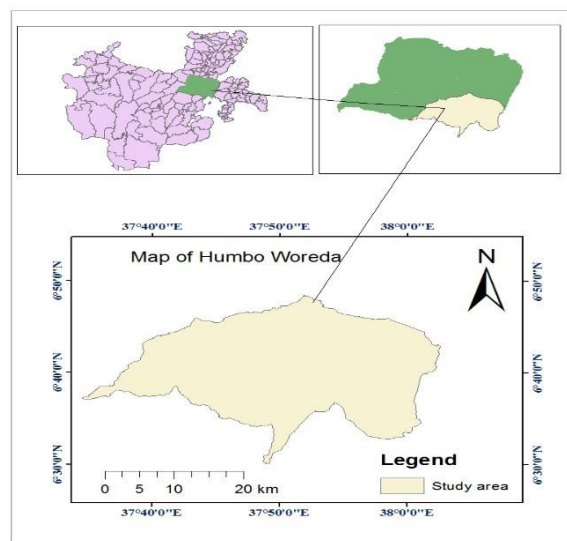 37°40'0"E 37°50'0"E 38°0'0"E
Map of Humbo Woreda
N
6°50'0"N 6°50'0"N
6°40'0"N 6°40'0"N
6°30'0"N 6°30'0"N
Legend
Study area
0 5 10 20 km
37°40'0"E 37°50'0"E 38°0'0"E